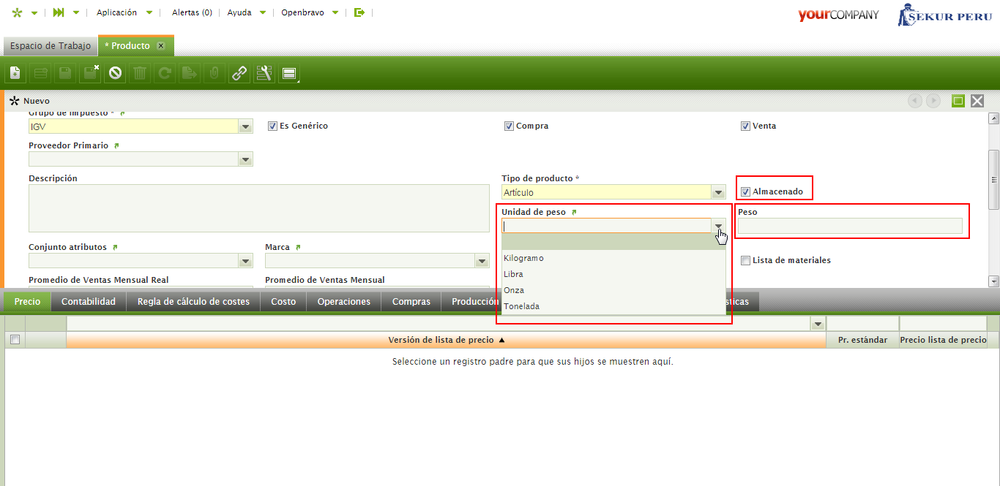 Aplicación
Alertas (0)
Ayuda
Openbravo
yourCOMPANY
SEKUR PERU
Espacio de Trabajo
* Producto
Nuevo
Grupo de impuesto *
IGV
Es Genérico
Compra
Venta
Proveedor Primario
Descripción
Tipo de producto *
Artículo
Almacenado
Unidad de peso
Peso
Kilogramo
Libra
Onza
Tonelada
Conjunto atributos
Marca
Lista de materiales
Promedio de Ventas Mensual Real
Promedio de Ventas Mensual
Precio
Contabilidad
Regla de cálculo de costes
Costo
Operaciones
Compras
Producción
sticas
Versión de lista de precio
Pr. estándar
Precio lista de precio
Seleccione un registro padre para que sus hijos se muestren aquí.